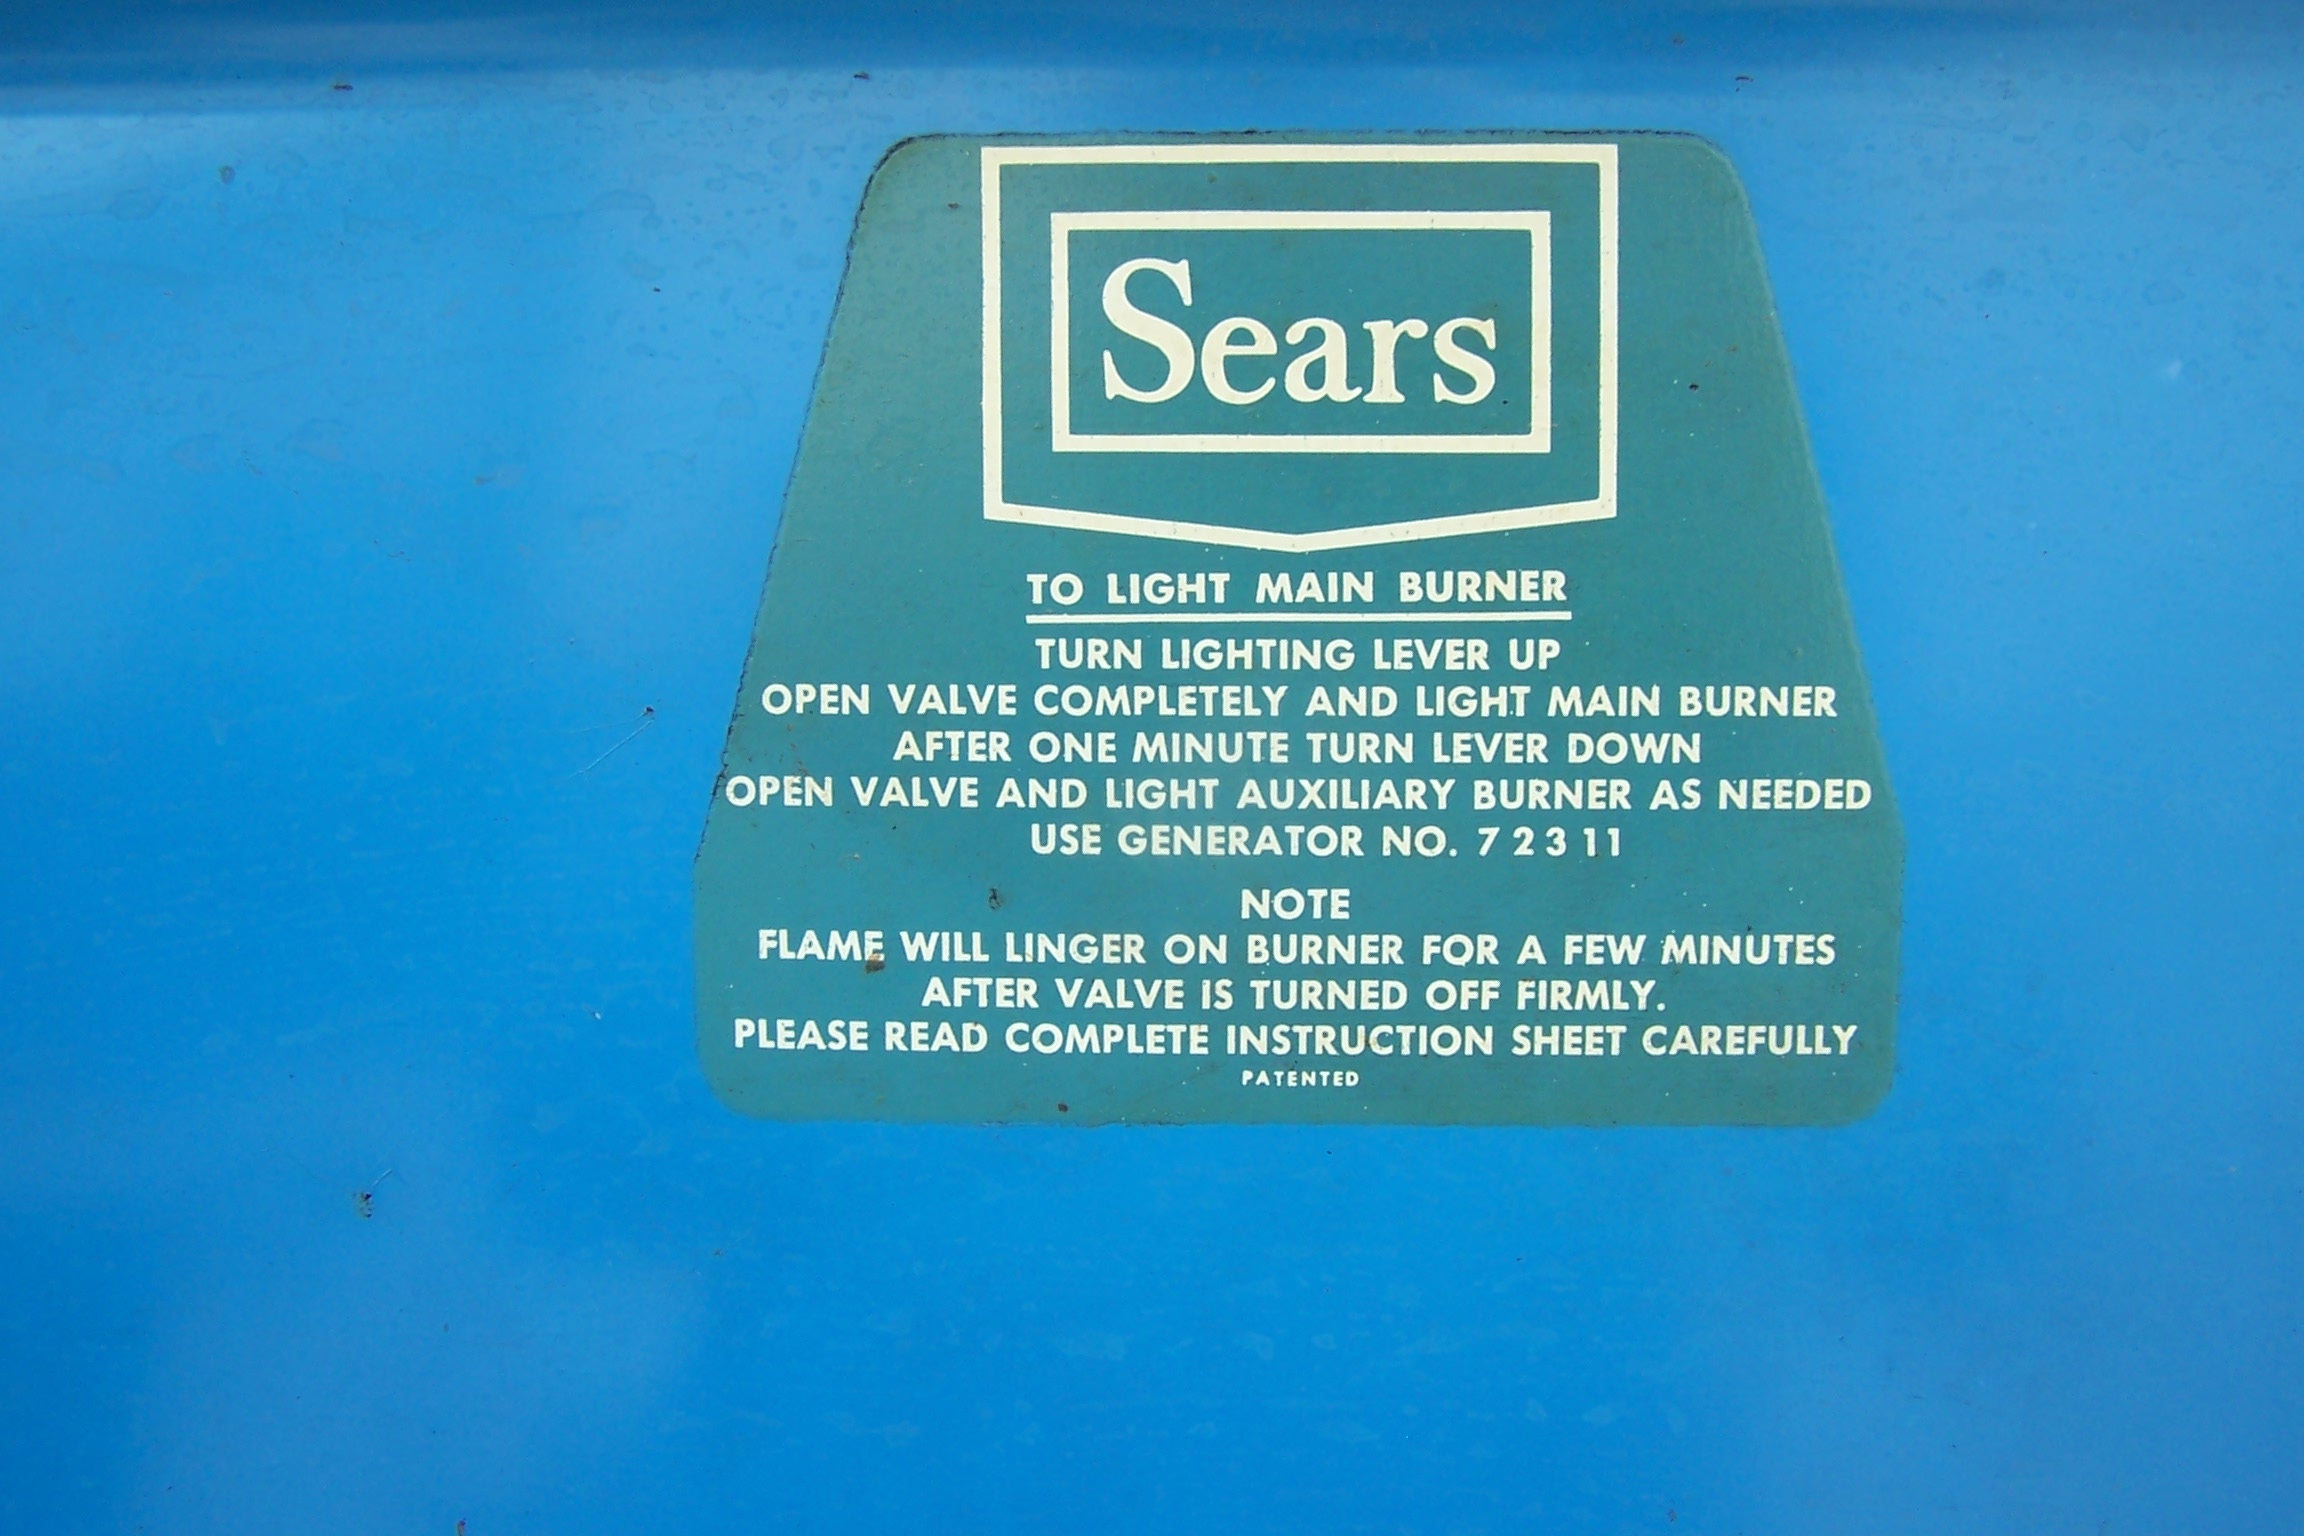 Sears
TO LIGHT MAIN BURNER
TURN LIGHTING LEVER UP
OPEN VALVE COMPLETELY AND LIGHT MAIN BURNER
AFTER ONE MINUTE TURN LEVER DOWN
OPEN VALVE AND LIGHT AUXILIARY BURNER AS NEEDED
USE GENERATOR NO. 72311
NOTE
FLAME WILL LINGER ON BURNER FOR A FEW MINUTES
AFTER VALVE IS TURNED OFF FIRMLY.
PLEASE READ COMPLETE INSTRUCTION SHEET CAREFULLY
PATENTED